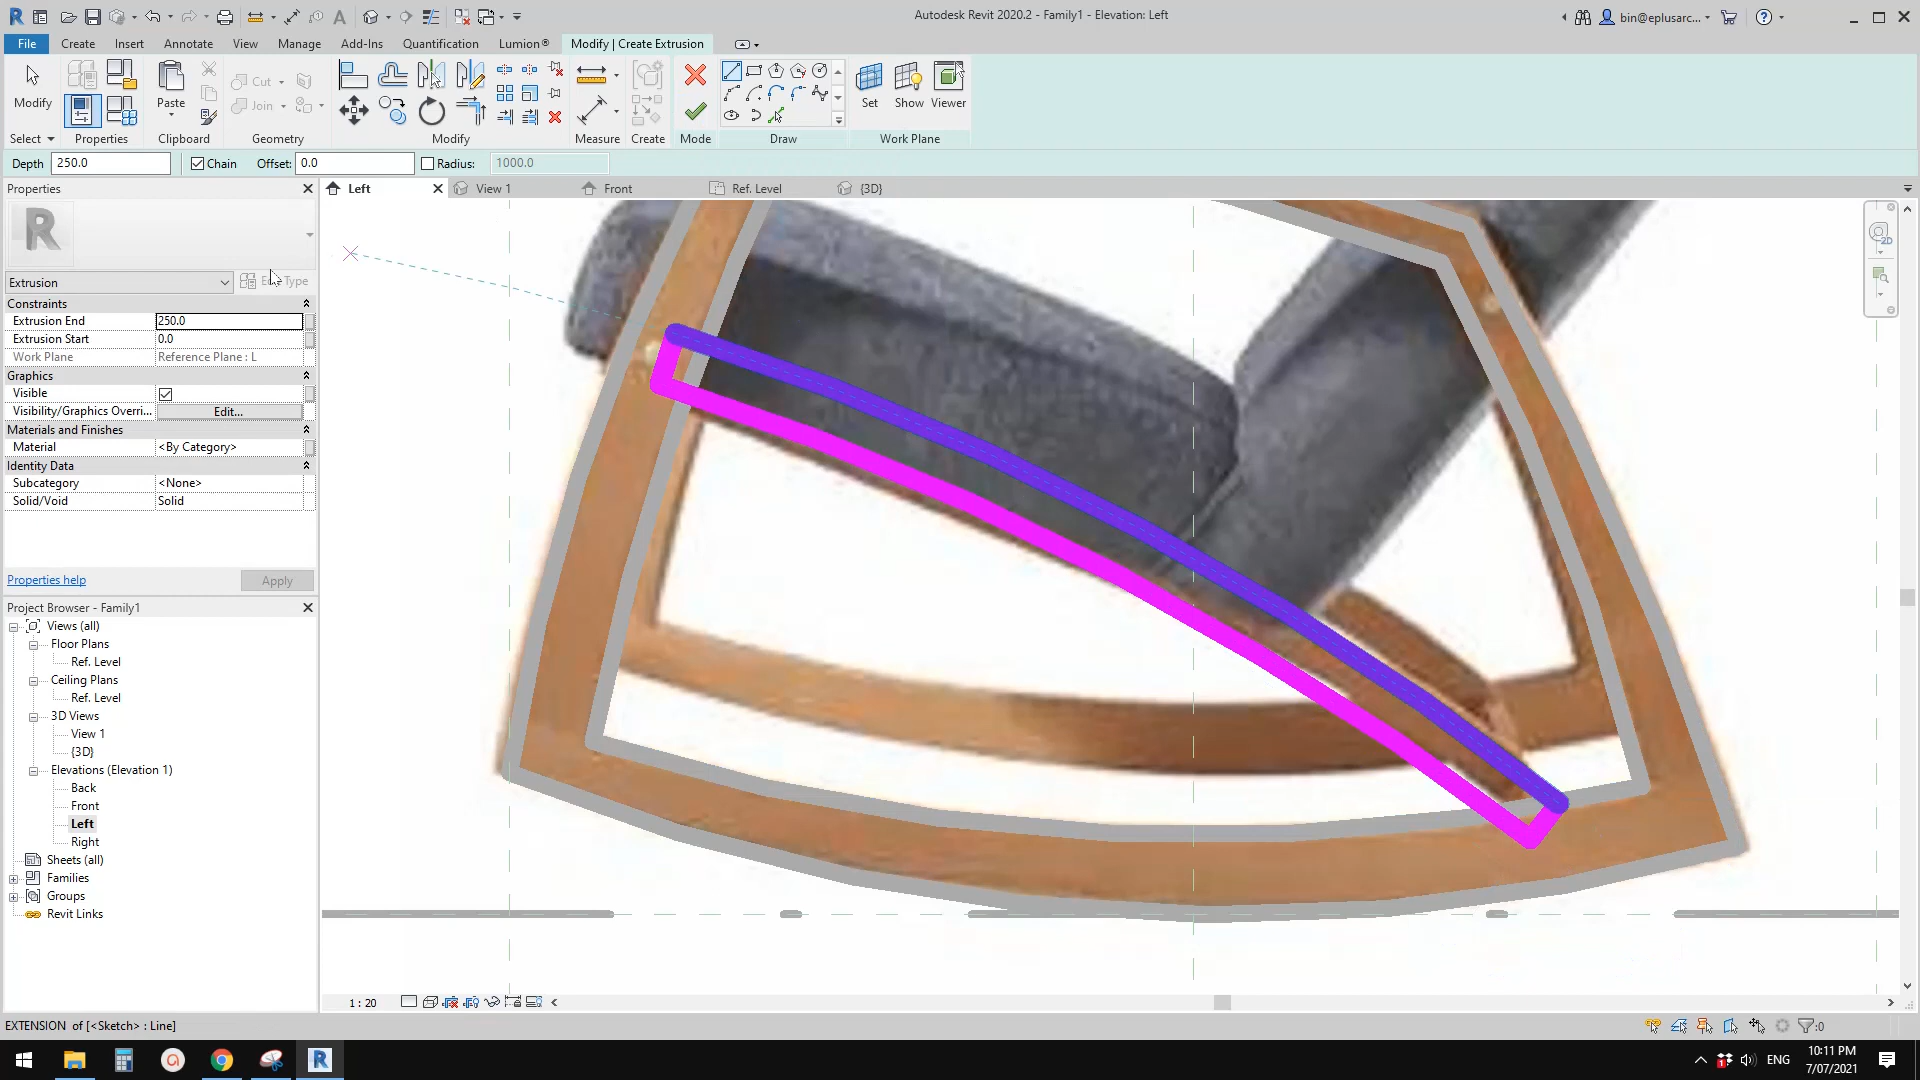 Autodesk Revit 2020.2 - Family1 - Elevation: Left
bin@eplusarc...
File Create Insert Annotate View Manage Add-Ins Quantification Lumion® Modify | Create Extrusion
Modify
Paste
Cut
Join
Set Show Viewer
Select Properties Clipboard Geometry Modify Measure Create Mode Draw Work Plane
Depth 250.0 Chain Offset: 0.0 Radius: 1000.0
Properties
Left View 1 Front Ref. Level {3D}
R
Extrusion
Type
Constraints
Extrusion End 250.0
Extrusion Start 0.0
Work Plane Reference Plane : L
Graphics
Visible
Visibility/Graphics Overri... Edit...
Materials and Finishes
Material <By Category>
Identity Data
Subcategory <None>
Solid/Void Solid
Properties help Apply
Project Browser - Family1
Views (all)
Floor Plans
Ref. Level
Ceiling Plans
Ref. Level
3D Views
View 1
{3D}
Elevations (Elevation 1)
Back
Front
Left
Right
Sheets (all)
Families
Groups
Revit Links
2D
1 : 20
EXTENSION of [<Sketch> : Line]
:0
ENG
10:11 PM
7/07/2021